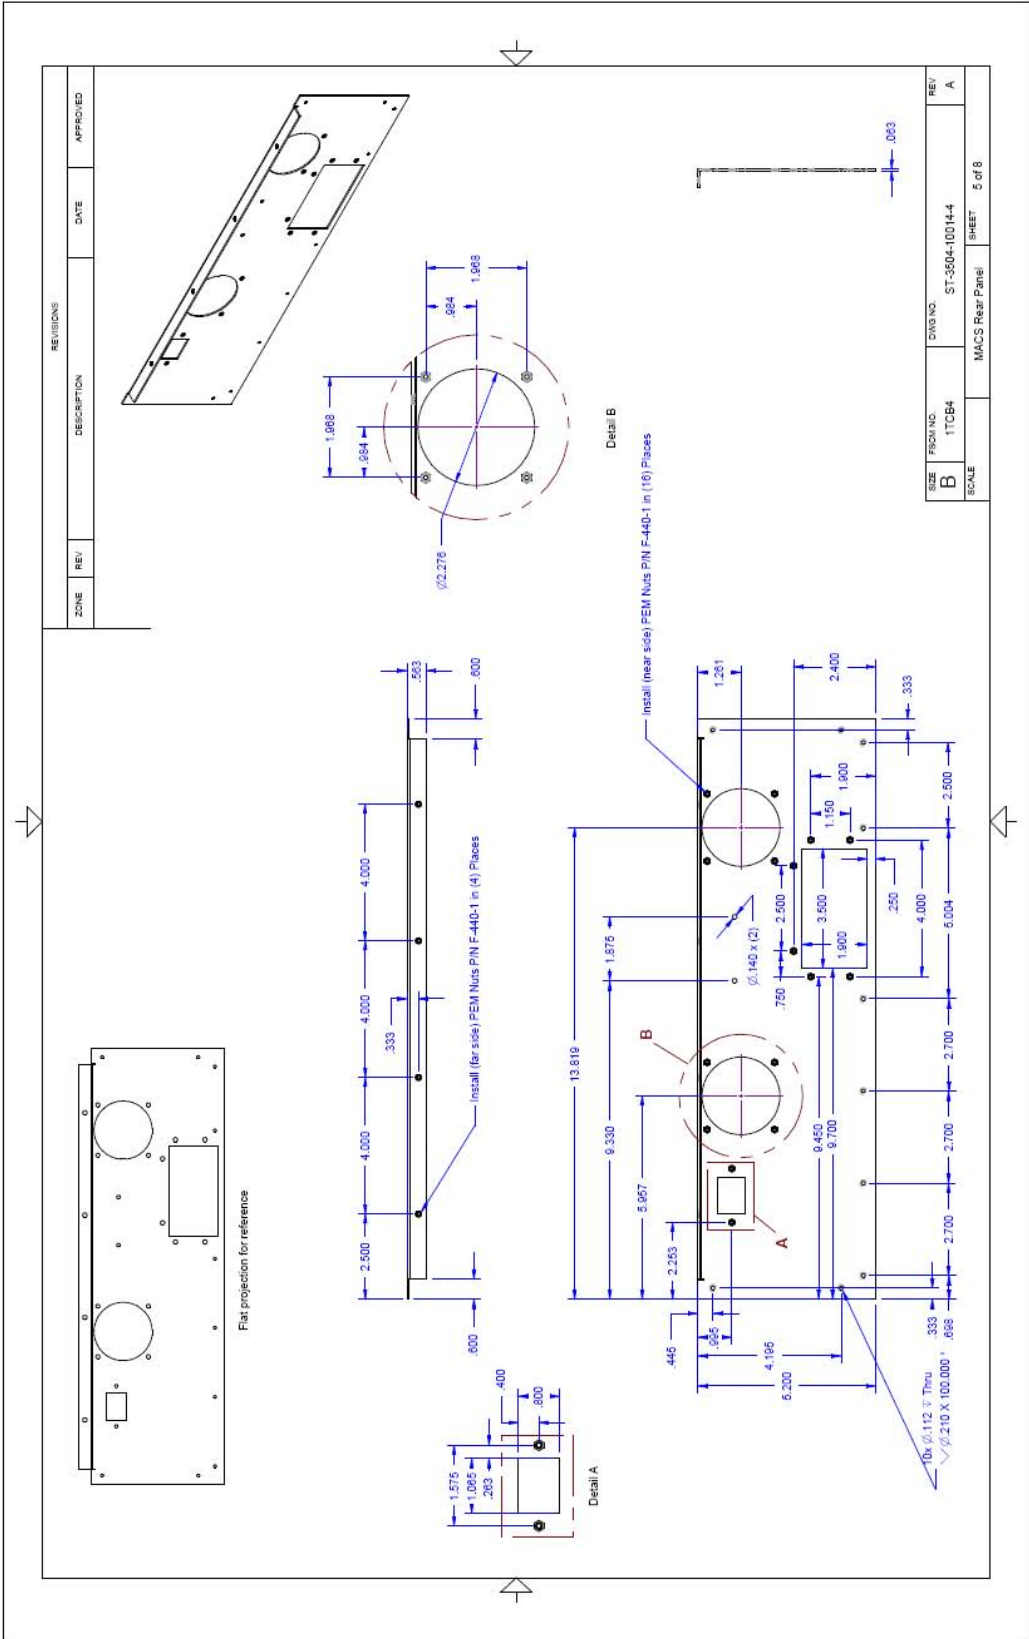 REVISIONS
ZONE REV DESCRIPTION DATE APPROVED
Flat projection for reference
.600
2.500 4.000 4.000 4.000
.333
.563
.600
Install (far side) PEM Nuts P/N F-440-1 in (4) Places
1.968
.984
.984
1.968
Ø2.276
Detail B
1.575
1.065
.263
.400
.800
Detail A
13.819
9.330 1.875
5.957
2.253
Ø.140 x (2)
Install (near side) PEM Nuts P/N F-440-1 in (16) Places
B
A
.445
.995
4.195
5.200
9.450
9.700
.750 2.500
3.500
1.900
1.150
1.900
.250
4.000
1.261
2.400
.333
.333
.698 2.700 2.700 2.700 5.004 2.500
10x Ø.112 ↧ Thru
⌵ Ø.210 X 100.000 °
.063
SIZE FSCM NO. DWG NO. REV
B 1TCB4 ST-3504-10014-4 A
SCALE MACS Rear Panel SHEET 5 of 8